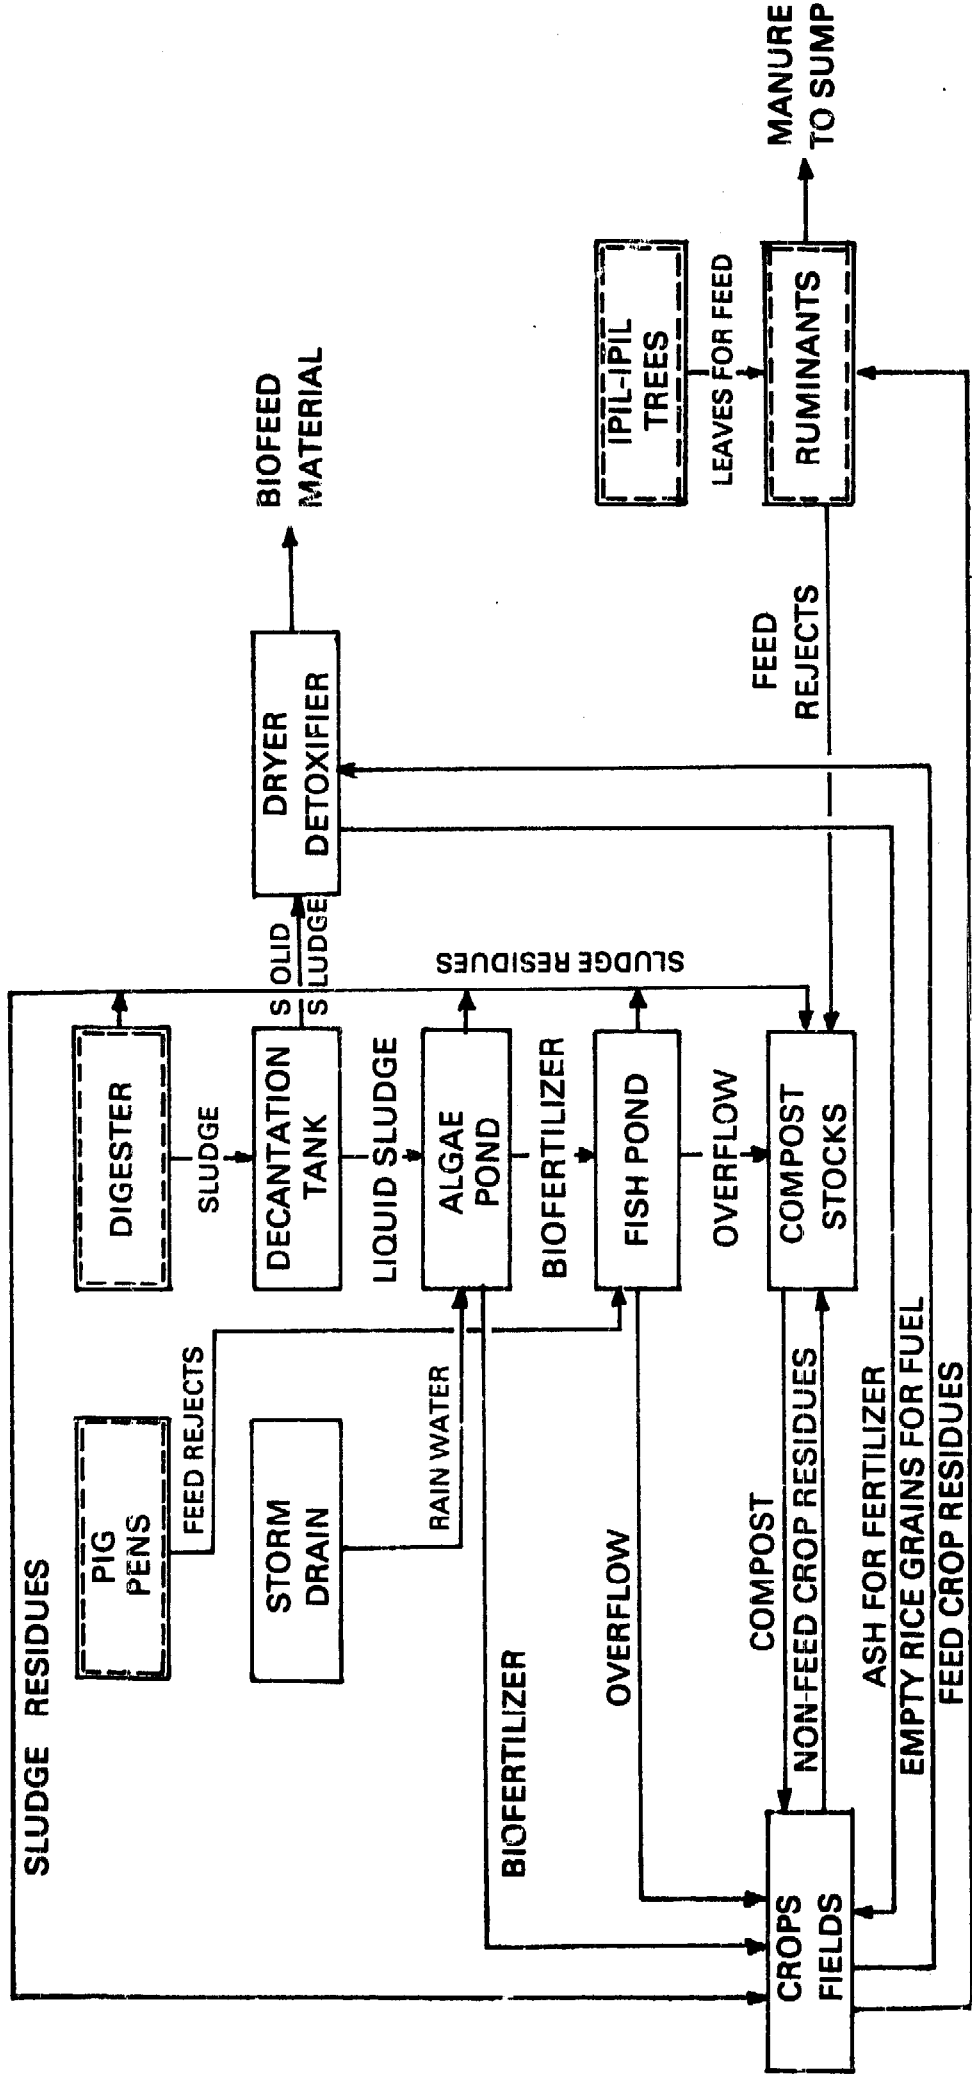 SLUDGE RESIDUES
PIG
PENS
FEED REJECTS
DIGESTER
SLUDGE
STORM
DRAIN
RAIN WATER
DECANTATION
TANK
SOLID
SLUDGE
DRYER
DETOXIFIER
BIOFEED
MATERIAL
LIQUID SLUDGE
ALGAE
POND
SLUDGE RESIDUES
BIOFERTILIZER
BIOFERTILIZER
FISH POND
OVERFLOW
OVERFLOW
IPIL-IPIL
TREES
LEAVES FOR FEED
CROPS
FIELDS
COMPOST
NON-FEED CROP RESIDUES
COMPOST
STOCKS
FEED
REJECTS
RUMINANTS
MANURE
TO SUMP
ASH FOR FERTILIZER
EMPTY RICE GRAINS FOR FUEL
FEED CROP RESIDUES